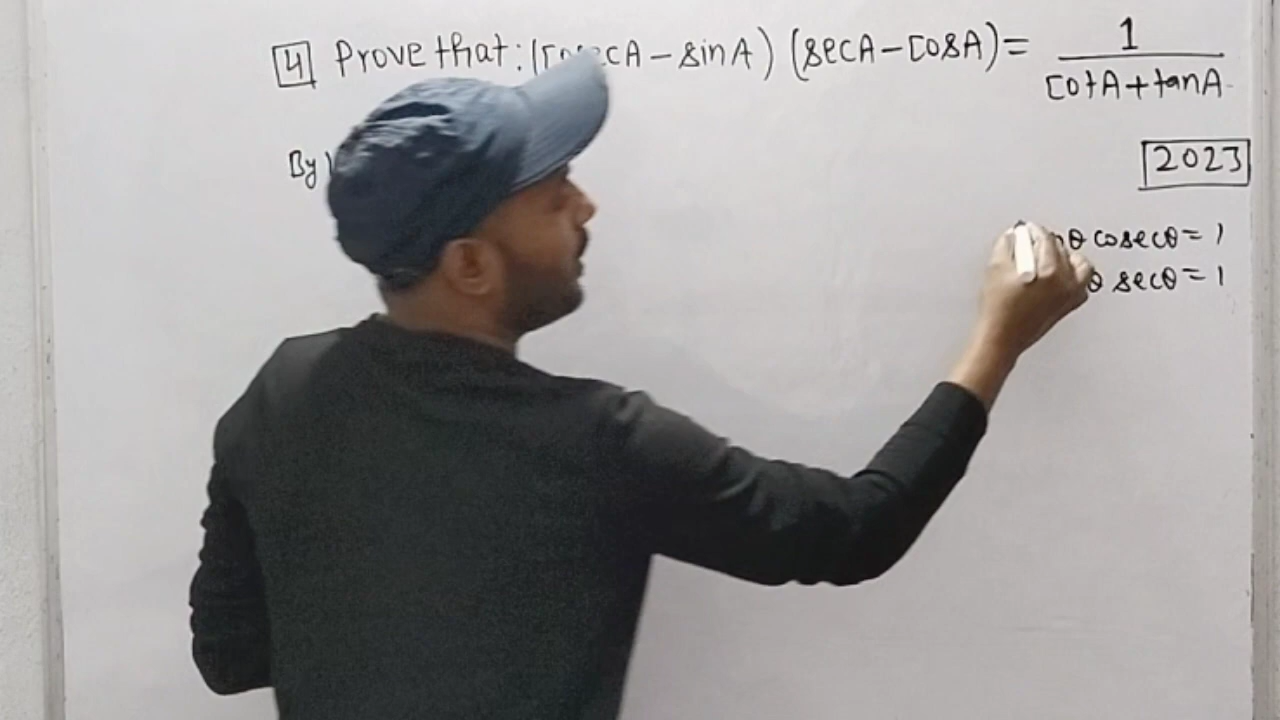 4 Prove that: (cosecA - sinA) (secA - cosA) = 1 / cotA + tanA
By
2023
θ cosecθ = 1
θ secθ = 1